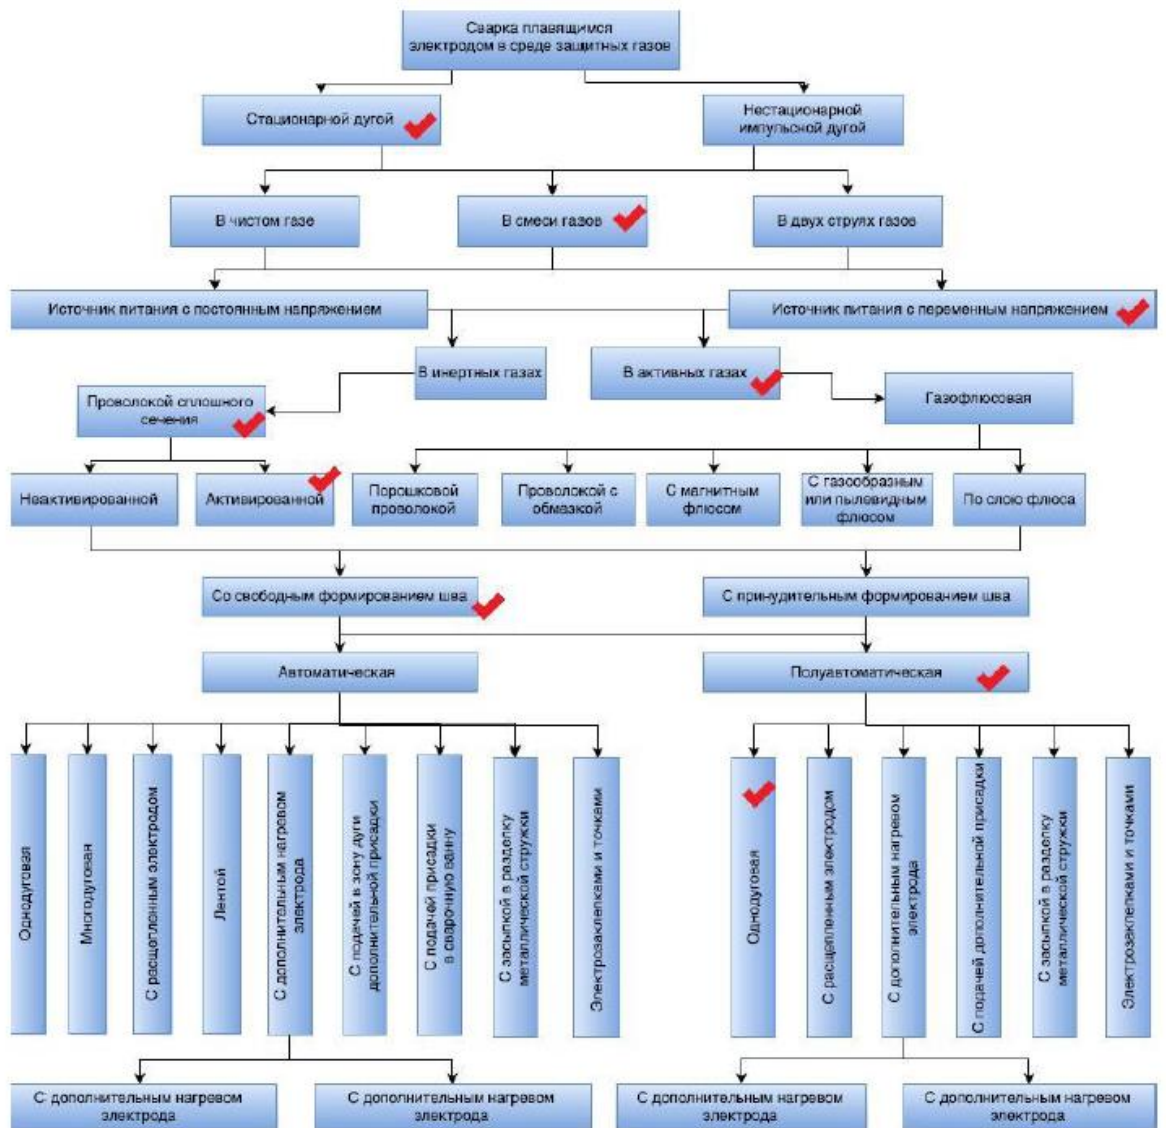 Сварка плавящимся
электродом в среде защитных газов
Стационарной дугой
Нестационарной
импульсной дугой
В чистом газе
В смеси газов
В двух струях газов
Источник питания с постоянным напряжением
Источник питания с переменным напряжением
В инертных газах
В активных газах
Проволокой сплошного
сечения
Газофлюсовая
Неактивированной
Активированной
Порошковой
проволокой
Проволокой с
обмазкой
С магнитным
флюсом
С газообразным
или пылевидным
флюсом
По слою флюса
Со свободным формированием шва
С принудительным формированием шва
Автоматическая
Полуавтоматическая
Однодуговая
Многодуговая
С расщепленным электродом
Лентой
С дополнительным нагревом
электрода
С подачей в зону дуги
дополнительной присадки
С подачей присадки
в сварочную ванну
С засыпкой в разделку
металлической стружки
Электрозаклепками и точками
Однодуговая
С расщепленным электродом
С дополнительным нагревом
электрода
С подачей дополнительной присадки
С засыпкой в разделку
металлической стружки
Электрозаклепками и точками
С дополнительным нагревом
электрода
С дополнительным нагревом
электрода
С дополнительным нагревом
электрода
С дополнительным нагревом
электрода